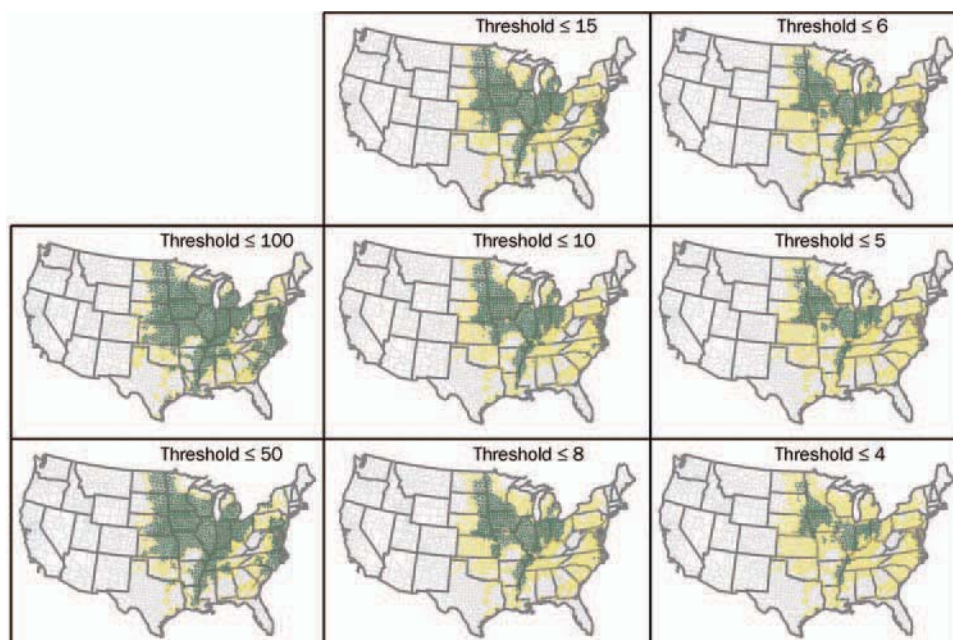 Threshold ≤ 15
Threshold ≤ 6
Threshold ≤ 100
Threshold ≤ 10
Threshold ≤ 5
Threshold ≤ 50
Threshold ≤ 8
Threshold ≤ 4